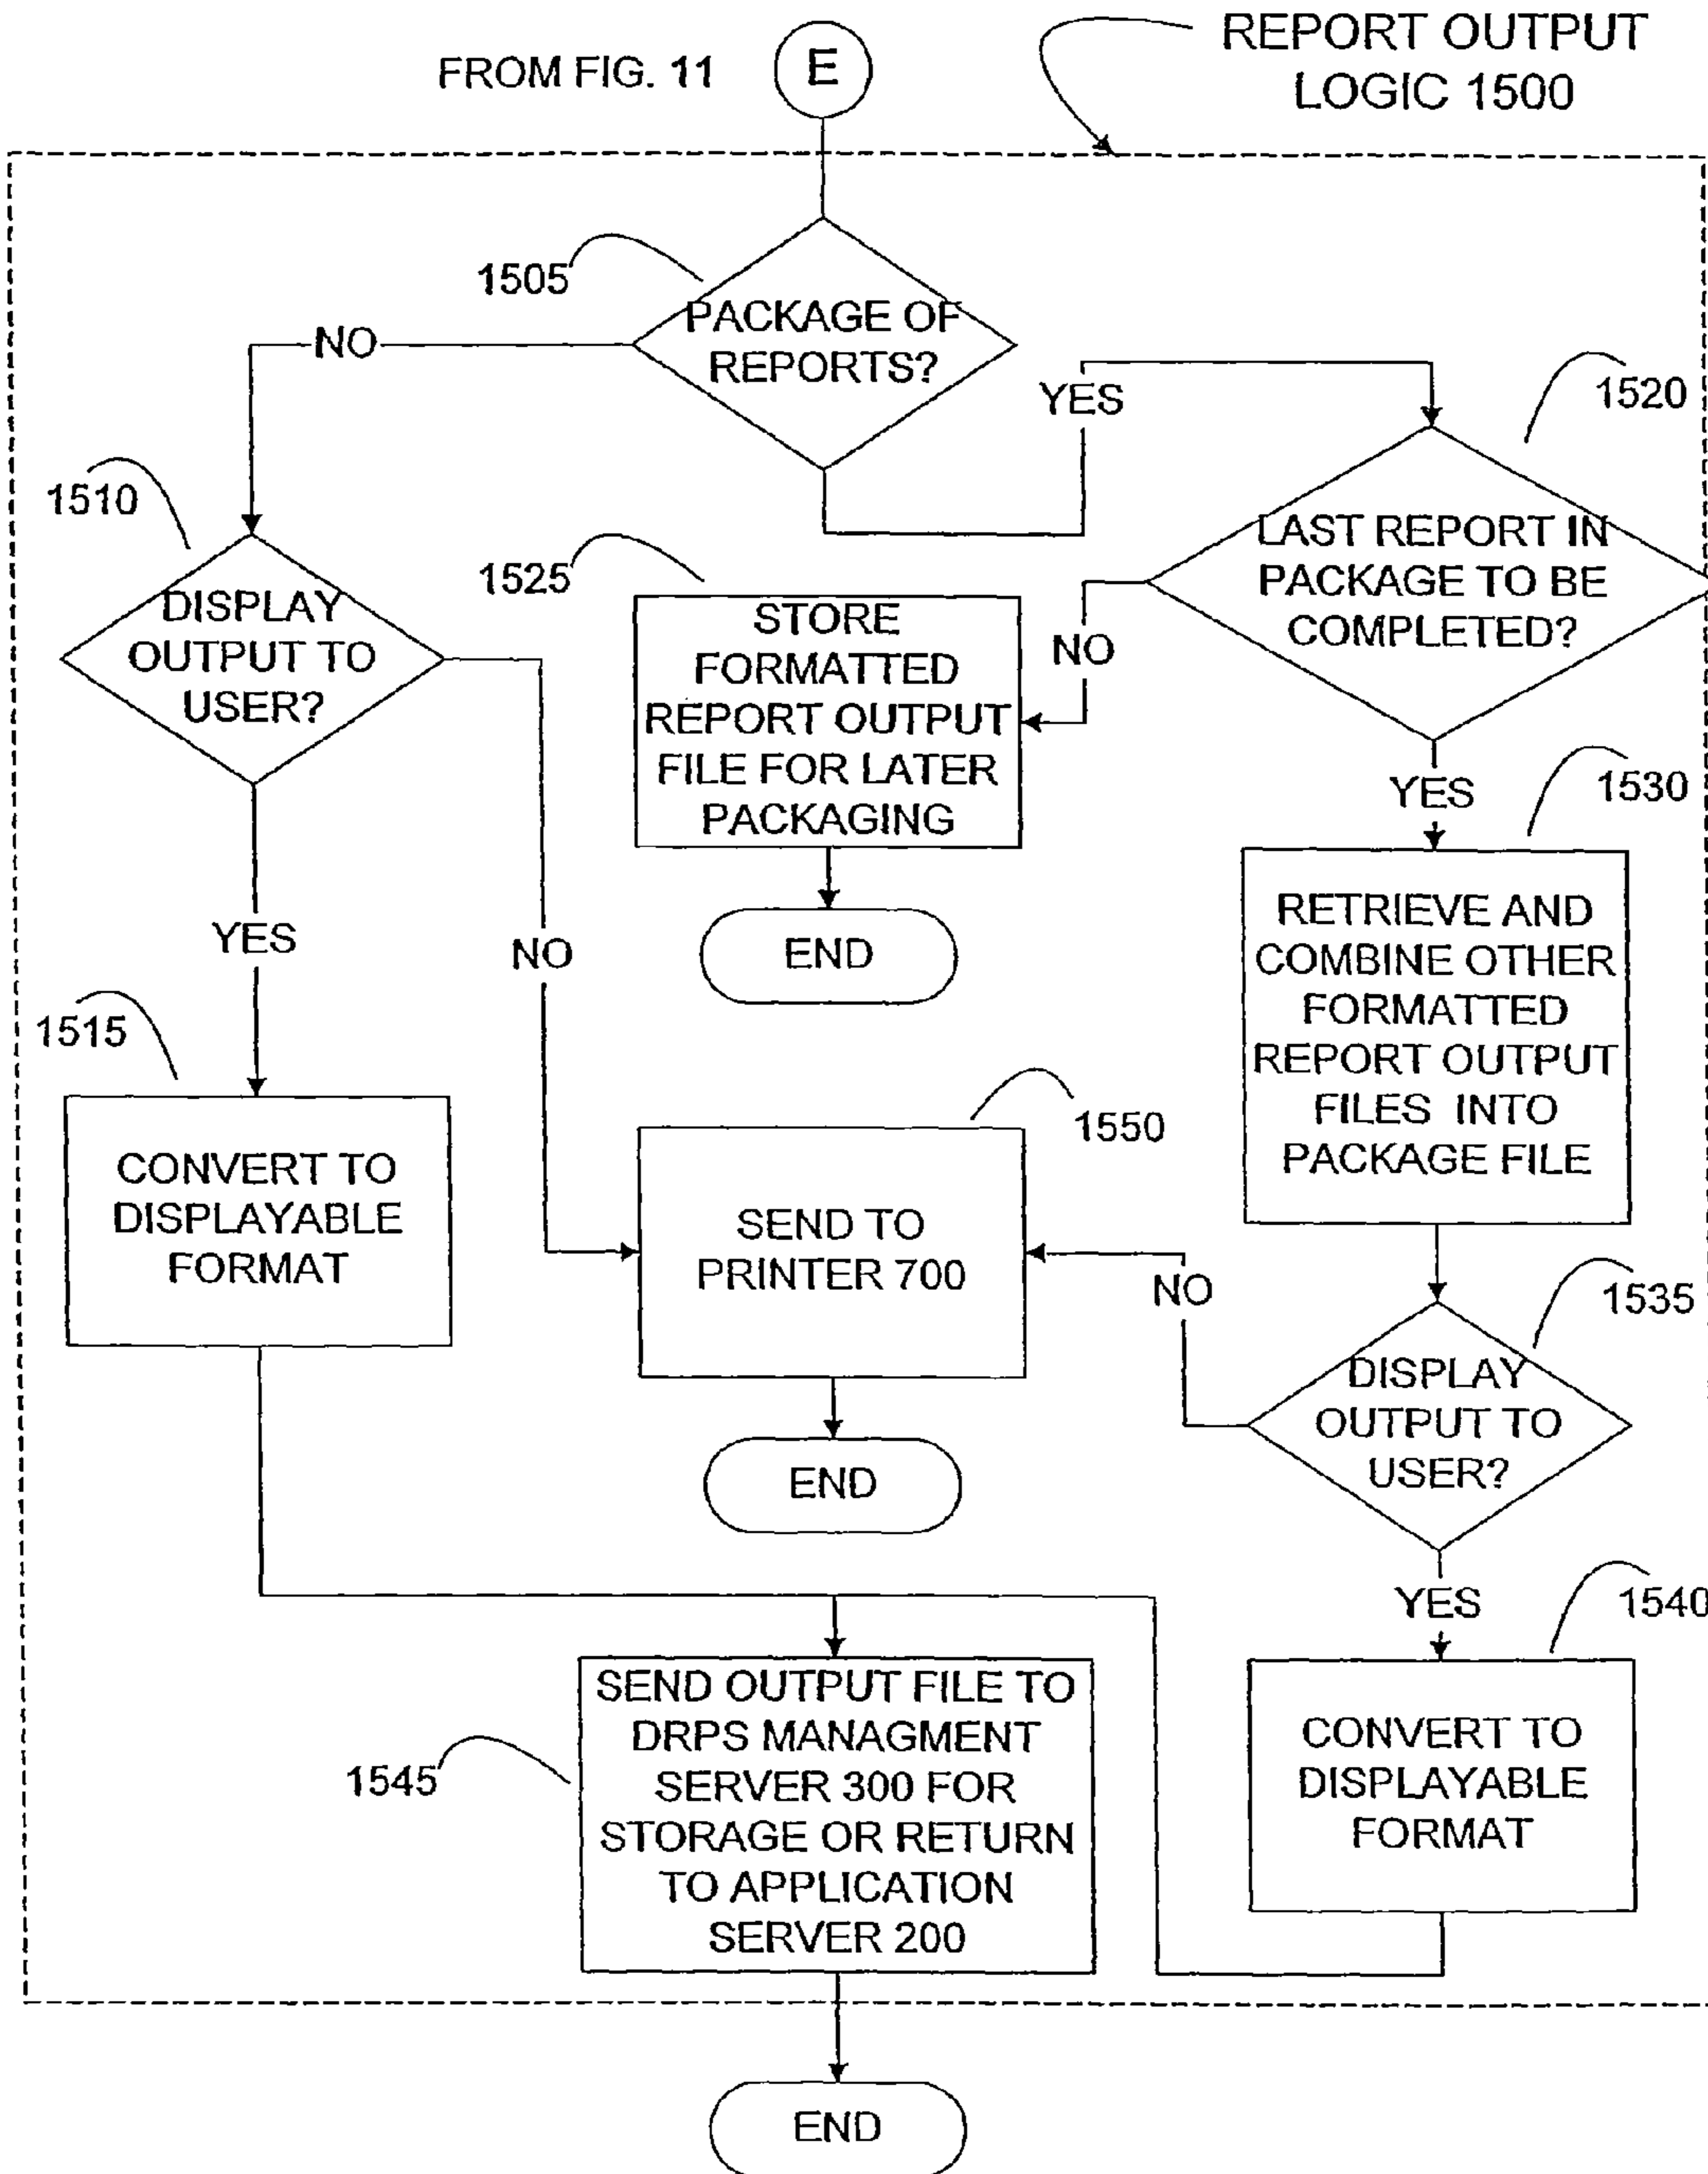 FROM FIG. 11
E
REPORT OUTPUT
LOGIC 1500
1505
PACKAGE OF
REPORTS?
NO
YES
1520
1510
DISPLAY
OUTPUT TO
USER?
1525
STORE
FORMATTED
REPORT OUTPUT
FILE FOR LATER
PACKAGING
NO
LAST REPORT IN
PACKAGE TO BE
COMPLETED?
YES
1530
END
YES
NO
RETRIEVE AND
COMBINE OTHER
FORMATTED
REPORT OUTPUT
FILES INTO
PACKAGE FILE
1515
CONVERT TO
DISPLAYABLE
FORMAT
1550
SEND TO
PRINTER 700
NO
1535
DISPLAY
OUTPUT TO
USER?
END
YES
1540
CONVERT TO
DISPLAYABLE
FORMAT
1545
SEND OUTPUT FILE TO
DRPS MANAGMENT
SERVER 300 FOR
STORAGE OR RETURN
TO APPLICATION
SERVER 200
END